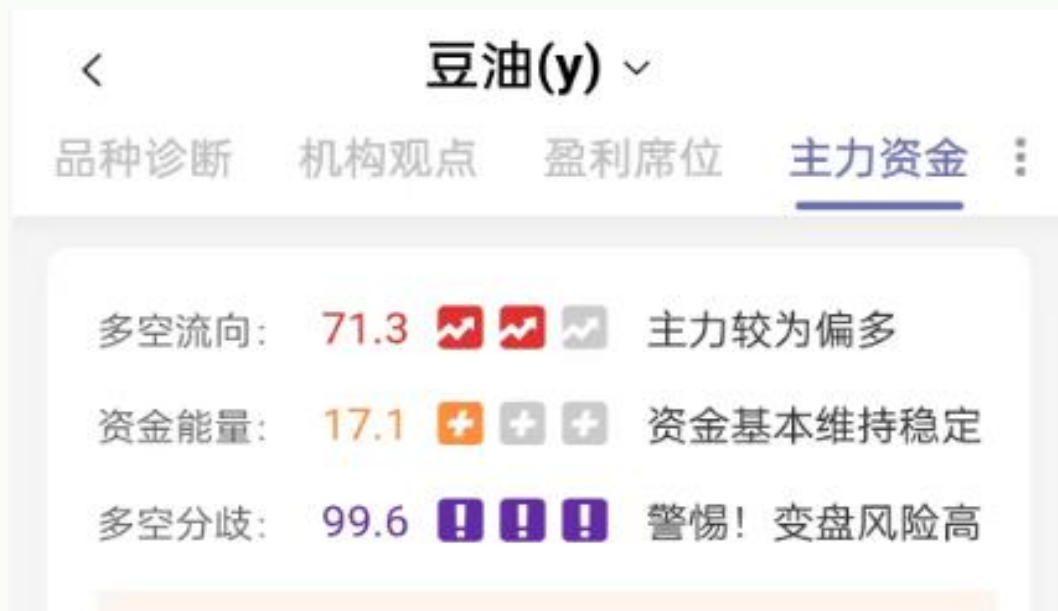 豆油(y)
品种诊断 机构观点 盈利席位 主力资金
多空流向: 71.3 主力较为偏多
资金能量: 17.1 资金基本维持稳定
多空分歧: 99.6 警惕！变盘风险高